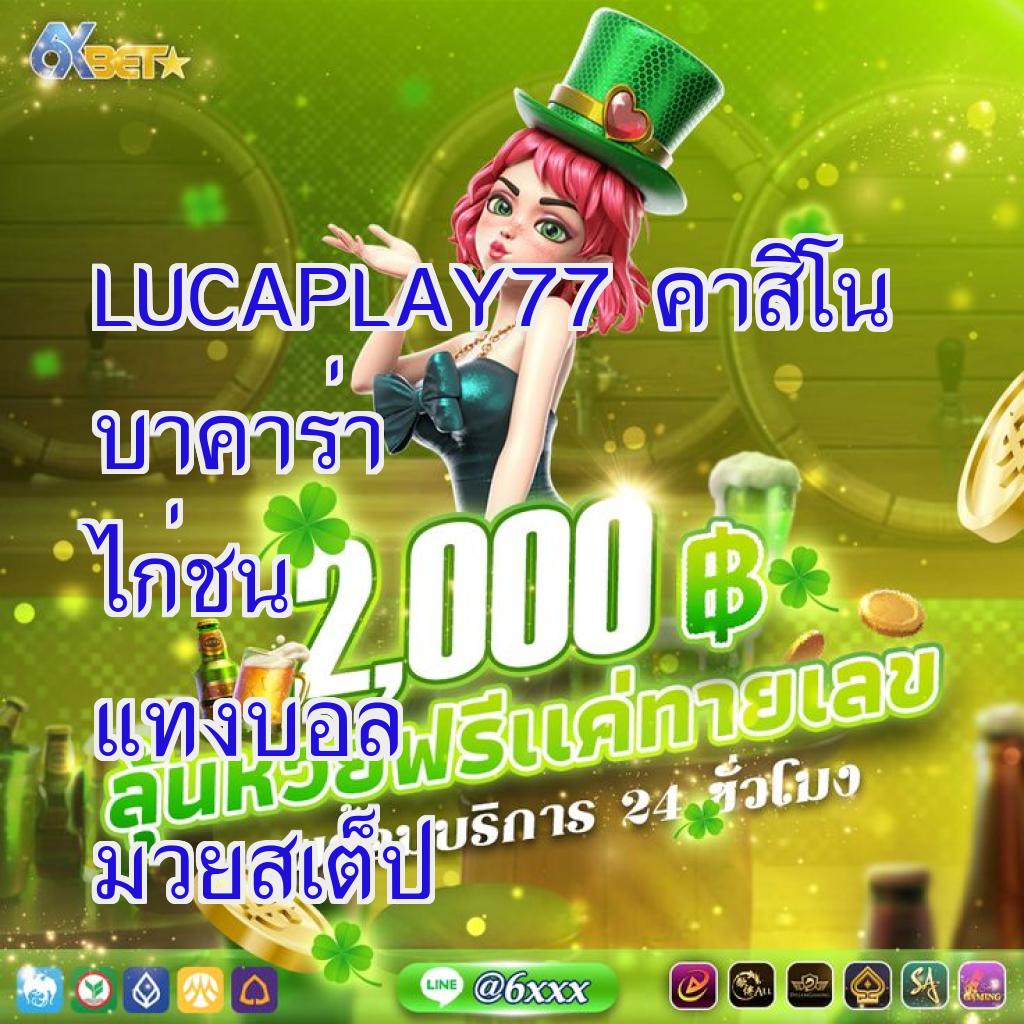 6XBET
LUCAPLAY77 คาสิโน
บาคาร่า
ไก่ชน
2,000 ฿
แทงบอล
ลุ้นหวยฟรีแค่ทายเลข
บริการ 24 ชั่วโมง
มวยสเต็ป
LINE @6xxx
ALL
SA
GAMING